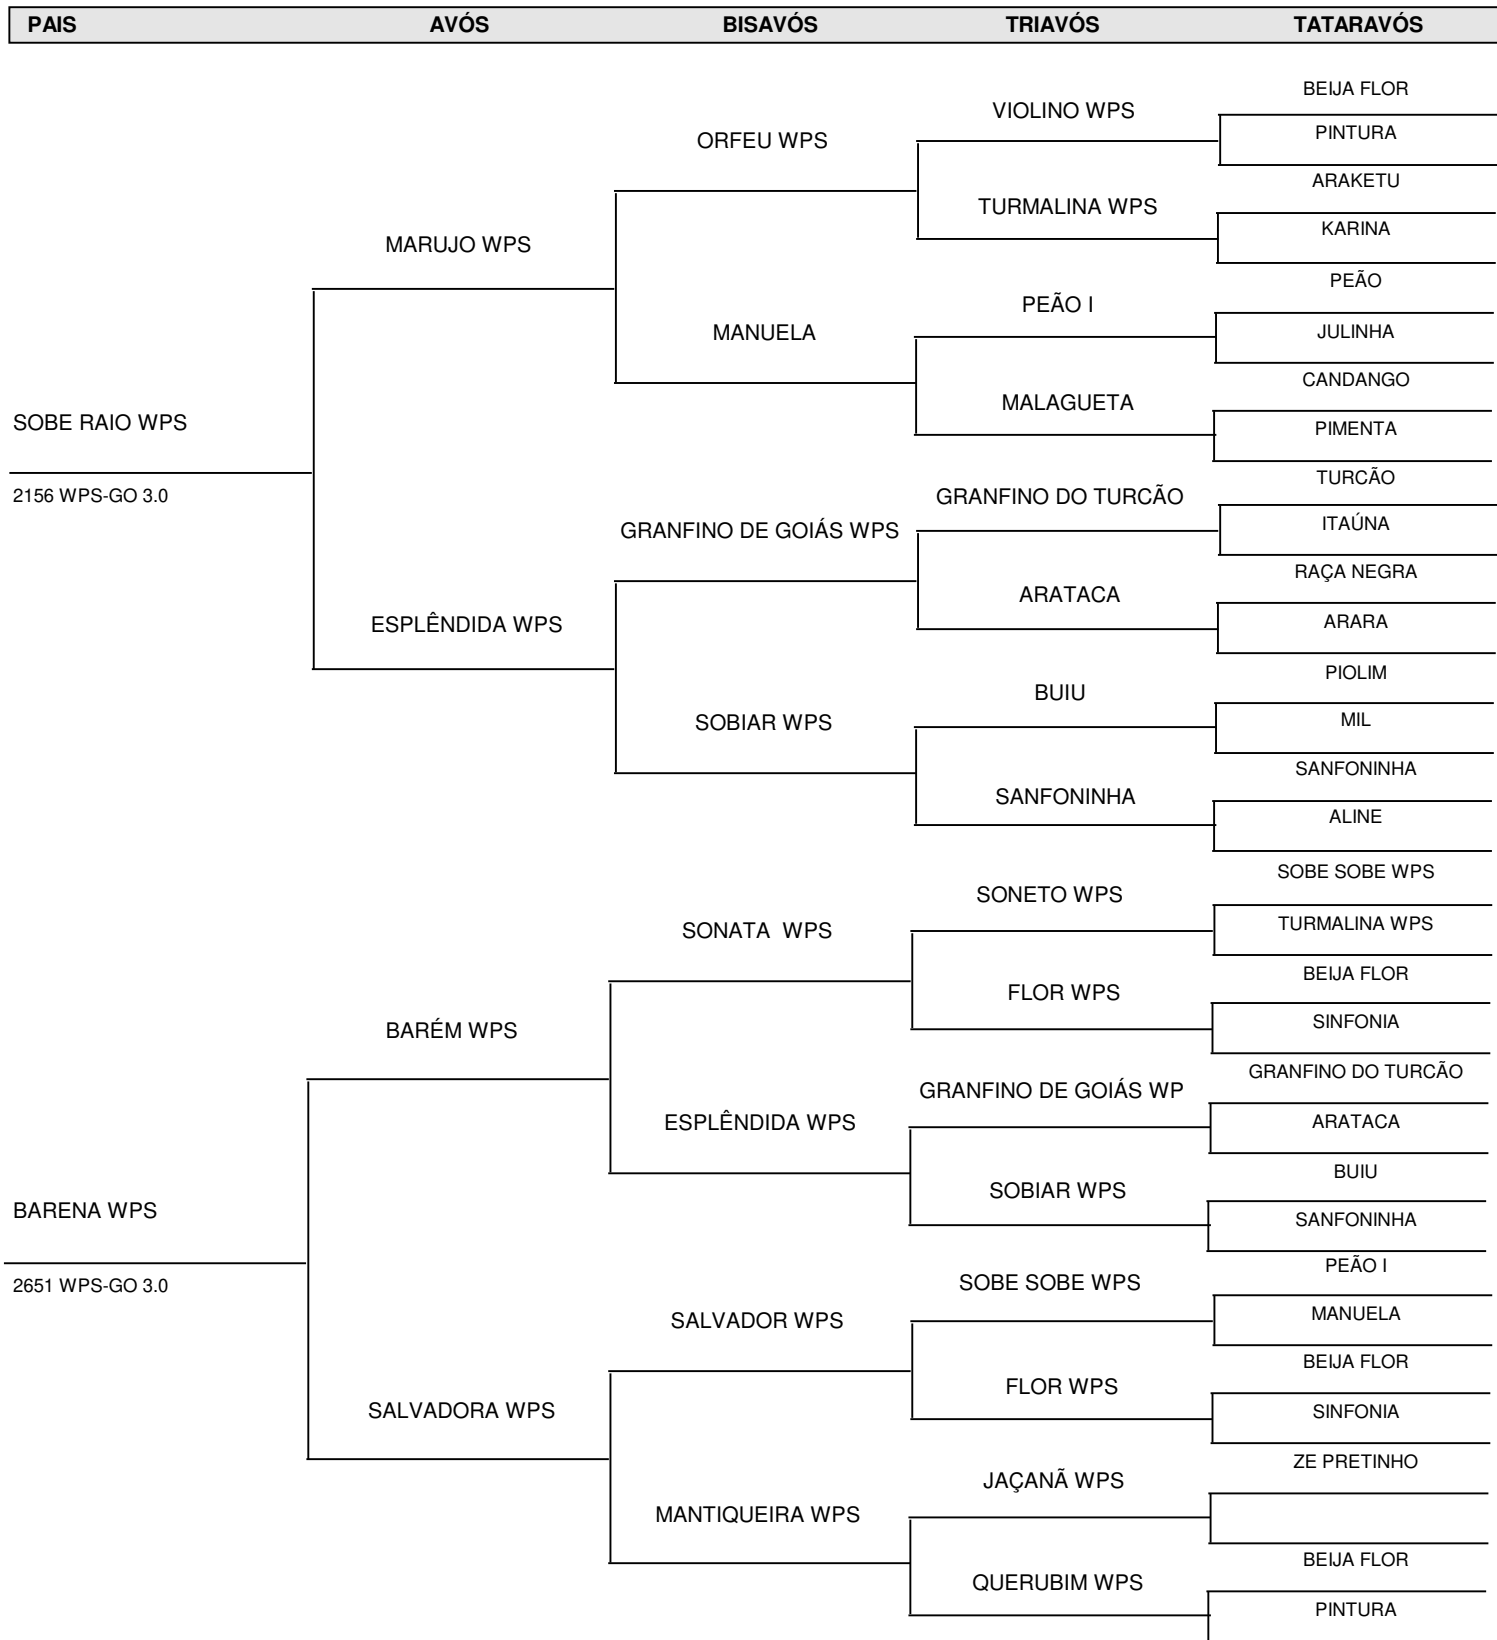 PAIS AVÓS BISAVÓS TRIAVÓS TATARAVÓS
BEIJA FLOR
VIOLINO WPS
PINTURA
ORFEU WPS
ARAKETU
TURMALINA WPS
KARINA
MARUJO WPS
PEÃO
PEÃO I
JULINHA
MANUELA
CANDANGO
MALAGUETA
SOBE RAIO WPS
PIMENTA
TURCÃO
2156 WPS-GO 3.0
GRANFINO DO TURCÃO
ITAÚNA
GRANFINO DE GOIÁS WPS
RAÇA NEGRA
ARATACA
ARARA
ESPLÊNDIDA WPS
PIOLIM
BUIU
MIL
SOBIAR WPS
SANFONINHA
SANFONINHA
ALINE
SOBE SOBE WPS
SONETO WPS
TURMALINA WPS
SONATA  WPS
BEIJA FLOR
FLOR WPS
SINFONIA
BARÉM WPS
GRANFINO DO TURCÃO
GRANFINO DE GOIÁS WP
ARATACA
ESPLÊNDIDA WPS
BUIU
SOBIAR WPS
BARENA WPS
SANFONINHA
PEÃO I
2651 WPS-GO 3.0
SOBE SOBE WPS
MANUELA
SALVADOR WPS
BEIJA FLOR
FLOR WPS
SALVADORA WPS
SINFONIA
ZE PRETINHO
JAÇANÃ WPS
MANTIQUEIRA WPS
BEIJA FLOR
QUERUBIM WPS
PINTURA